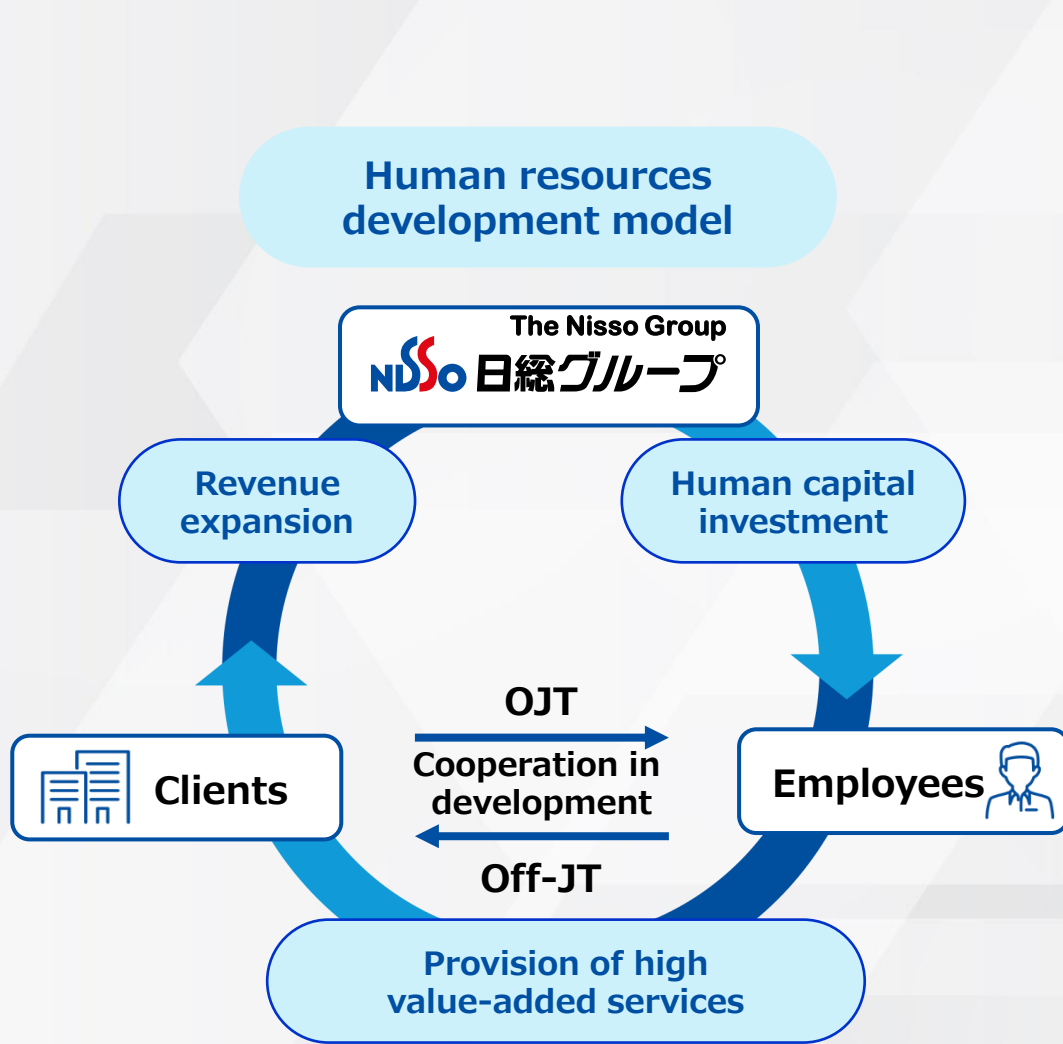 Human resources
development model
The Nisso Group
NISSO 日総グループ
Revenue
expansion
Human capital
investment
OJT
Cooperation in
development
Off-JT
Clients
Employees
Provision of high
value-added services